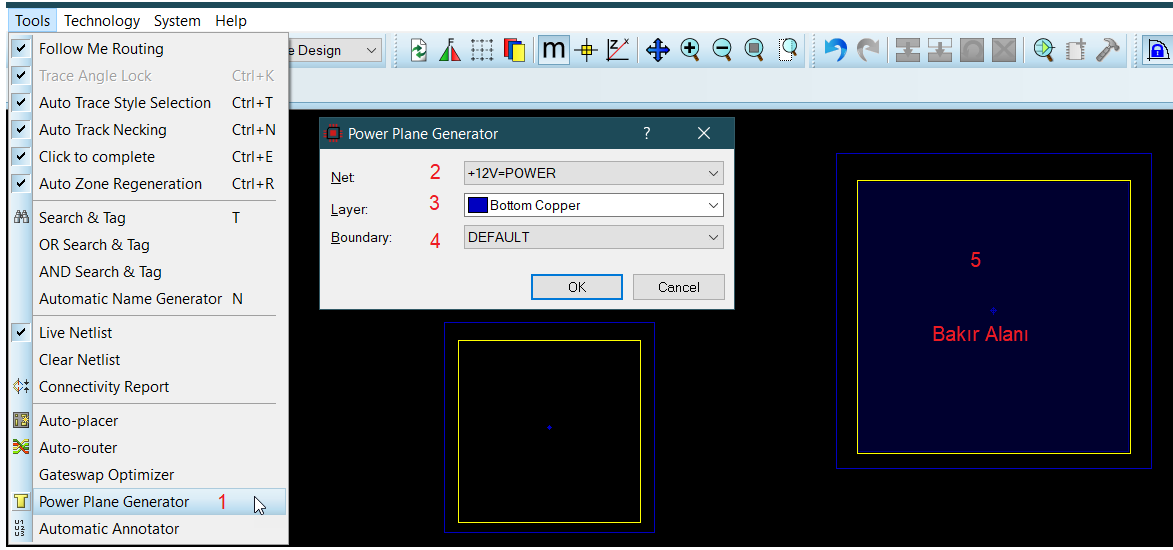 Tools Technology System Help
Follow Me Routing
e Design
Trace Angle Lock Ctrl+K
Auto Trace Style Selection Ctrl+T
Auto Track Necking Ctrl+N
Click to complete Ctrl+E
Auto Zone Regeneration Ctrl+R
Search & Tag T
OR Search & Tag
AND Search & Tag
Automatic Name Generator N
Live Netlist
Clear Netlist
Connectivity Report
Auto-placer
Auto-router
Gateswap Optimizer
Power Plane Generator 1
Automatic Annotator
m
Power Plane Generator ?
Net: 2 +12V=POWER
Layer: 3 Bottom Copper
Boundary: 4 DEFAULT
OK Cancel
5
Bakır Alanı